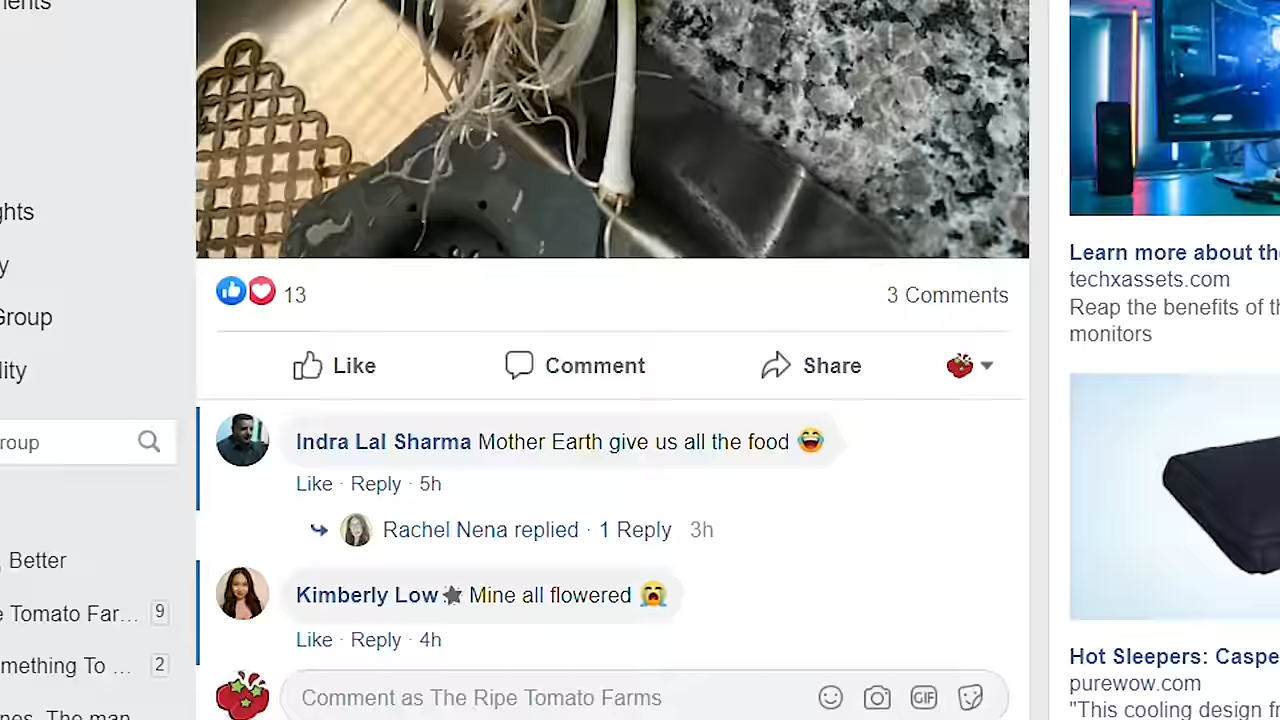 ghts
y
Group
lity
roup
, Better
e Tomato Far... 9
mething To ... 2
nes, The man
13
3 Comments
Like
Comment
Share
Indra Lal Sharma Mother Earth give us all the food 😂
Like · Reply · 5h
Rachel Nena replied · 1 Reply 3h
Kimberly Low Mine all flowered 😭
Like · Reply · 4h
Comment as The Ripe Tomato Farms
GIF
Learn more about th
techxassets.com
Reap the benefits of t
monitors
Hot Sleepers: Caspe
purewow.com
"This cooling design f